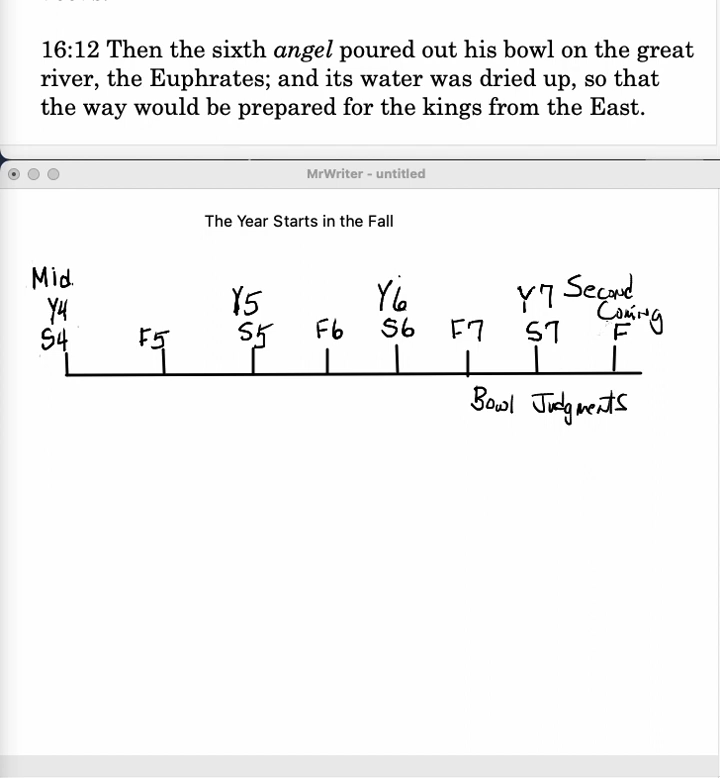 16:12 Then the sixth angel poured out his bowl on the great
river, the Euphrates; and its water was dried up, so that
the way would be prepared for the kings from the East.
MrWriter - untitled
The Year Starts in the Fall
Mid.
Y4 Y5 Y6 Y7 Second
Coming
S4 F5 S5 F6 S6 F7 S7 F
Bowl Judgments